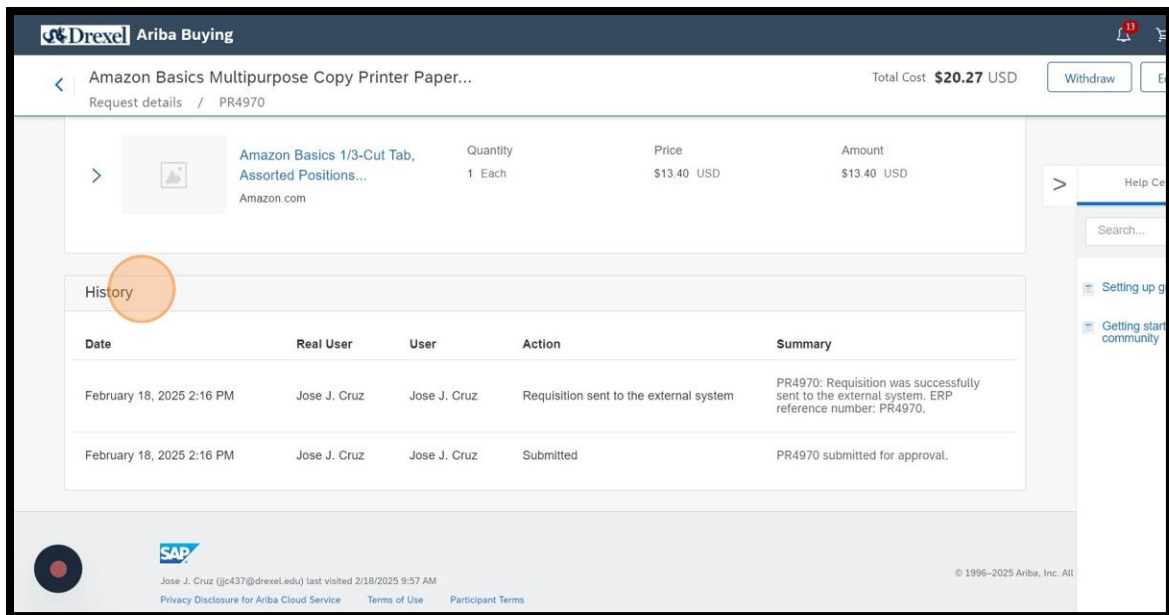 Drexel Ariba Buying
13
Amazon Basics Multipurpose Copy Printer Paper...
Total Cost $20.27 USD
Withdraw
Request details / PR4970
Amazon Basics 1/3-Cut Tab,
Assorted Positions...
Amazon.com
Quantity
1 Each
Price
$13.40 USD
Amount
$13.40 USD
>
Help Ce
Search...
Setting up g
Getting start
community
History
Date Real User User Action Summary
February 18, 2025 2:16 PM Jose J. Cruz Jose J. Cruz Requisition sent to the external system PR4970: Requisition was successfully
sent to the external system. ERP
reference number: PR4970.
February 18, 2025 2:16 PM Jose J. Cruz Jose J. Cruz Submitted PR4970 submitted for approval.
SAP
Jose J. Cruz (jjc437@drexel.edu) last visited 2/18/2025 9:57 AM
© 1996–2025 Ariba, Inc. All
Privacy Disclosure for Ariba Cloud Service Terms of Use Participant Terms